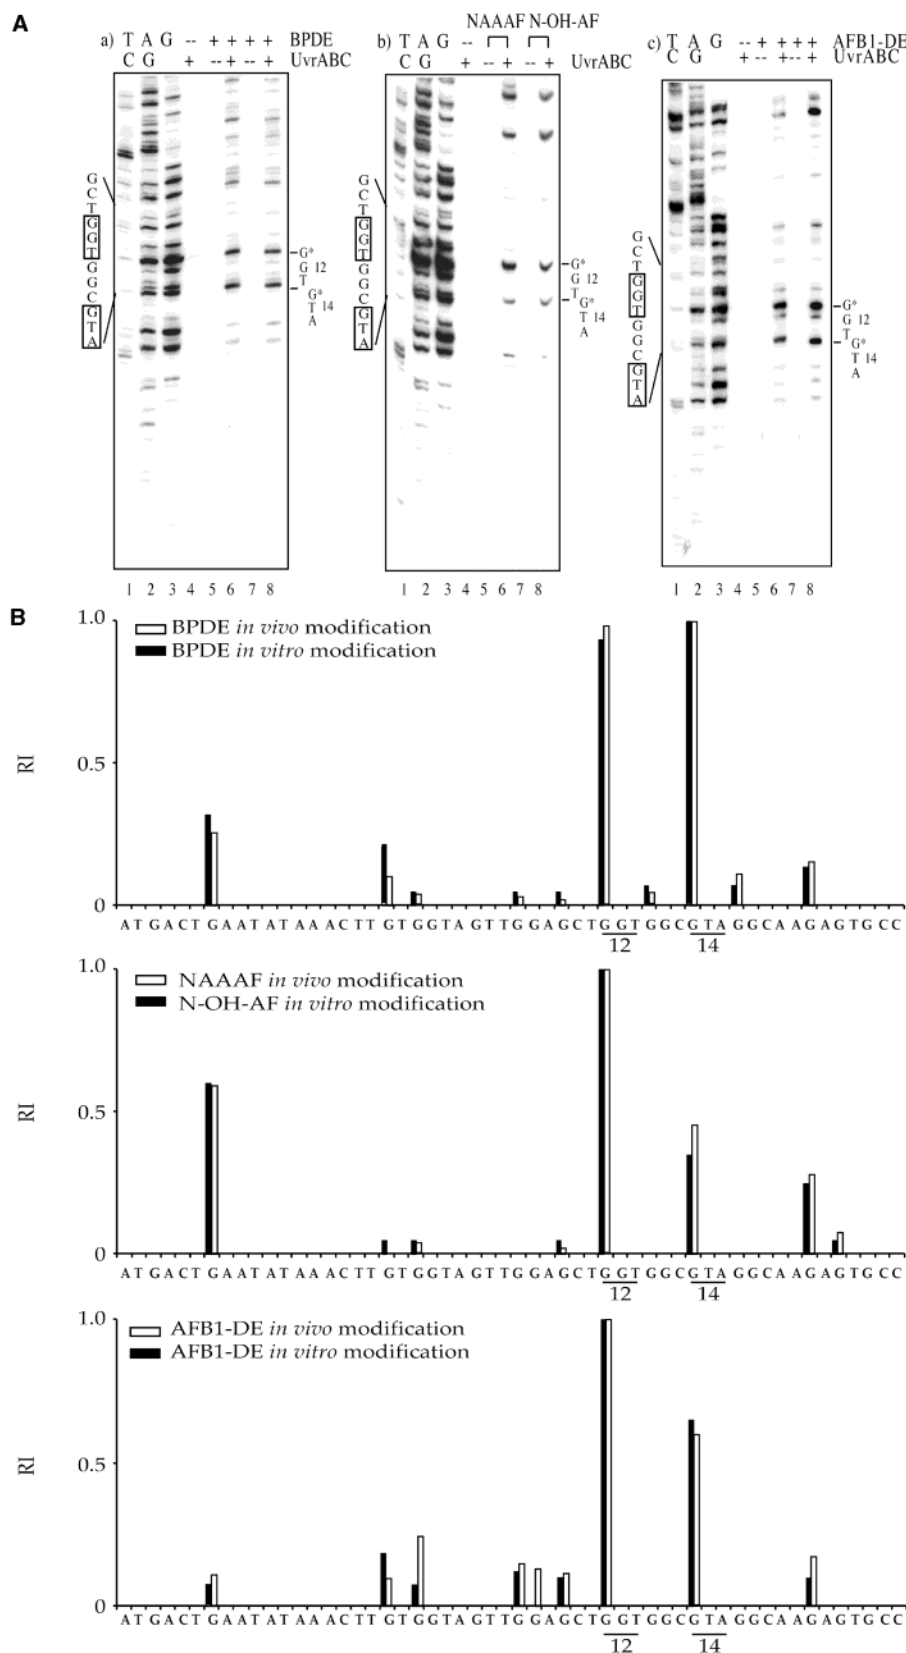 A
a) T A G -- + + + + BPDE
C G + -- + -- + UvrABC
G
C
T
G
G
T
G
G
C
G
T
A
G*
G 12
T
G*
T 14
A
1 2 3 4 5 6 7 8
NAAAF N-OH-AF
b) T A G --
C G + -- + -- + UvrABC
G
C
T
G
G
T
G
G
C
G
T
A
G*
G 12
T
G*
T 14
A
1 2 3 4 5 6 7 8
c) T A G -- + + + + AFB1-DE
C G + -- + -- + UvrABC
G
C
T
G
G
T
G
G
C
G
T
A
G*
G 12
T
G*
T 14
A
1 2 3 4 5 6 7 8
B
1.0
BPDE in vivo modification
BPDE in vitro modification
RI
0.5
0
A T G A C T G A A T A T A A A C T T G T G G T A G T T G G A G C T G G T G G C G T A G G C A A G A G T G C C
12 14
1.0
NAAAF in vivo modification
N-OH-AF in vitro modification
RI
0.5
0
A T G A C T G A A T A T A A A C T T G T G G T A G T T G G A G C T G G T G G C G T A G G C A A G A G T G C C
12 14
1.0
AFB1-DE in vivo modification
AFB1-DE in vitro modification
RI
0.5
0
A T G A C T G A A T A T A A A C T T G T G G T A G T T G G A G C T G G T G G C G T A G G C A A G A G T G C C
12 14